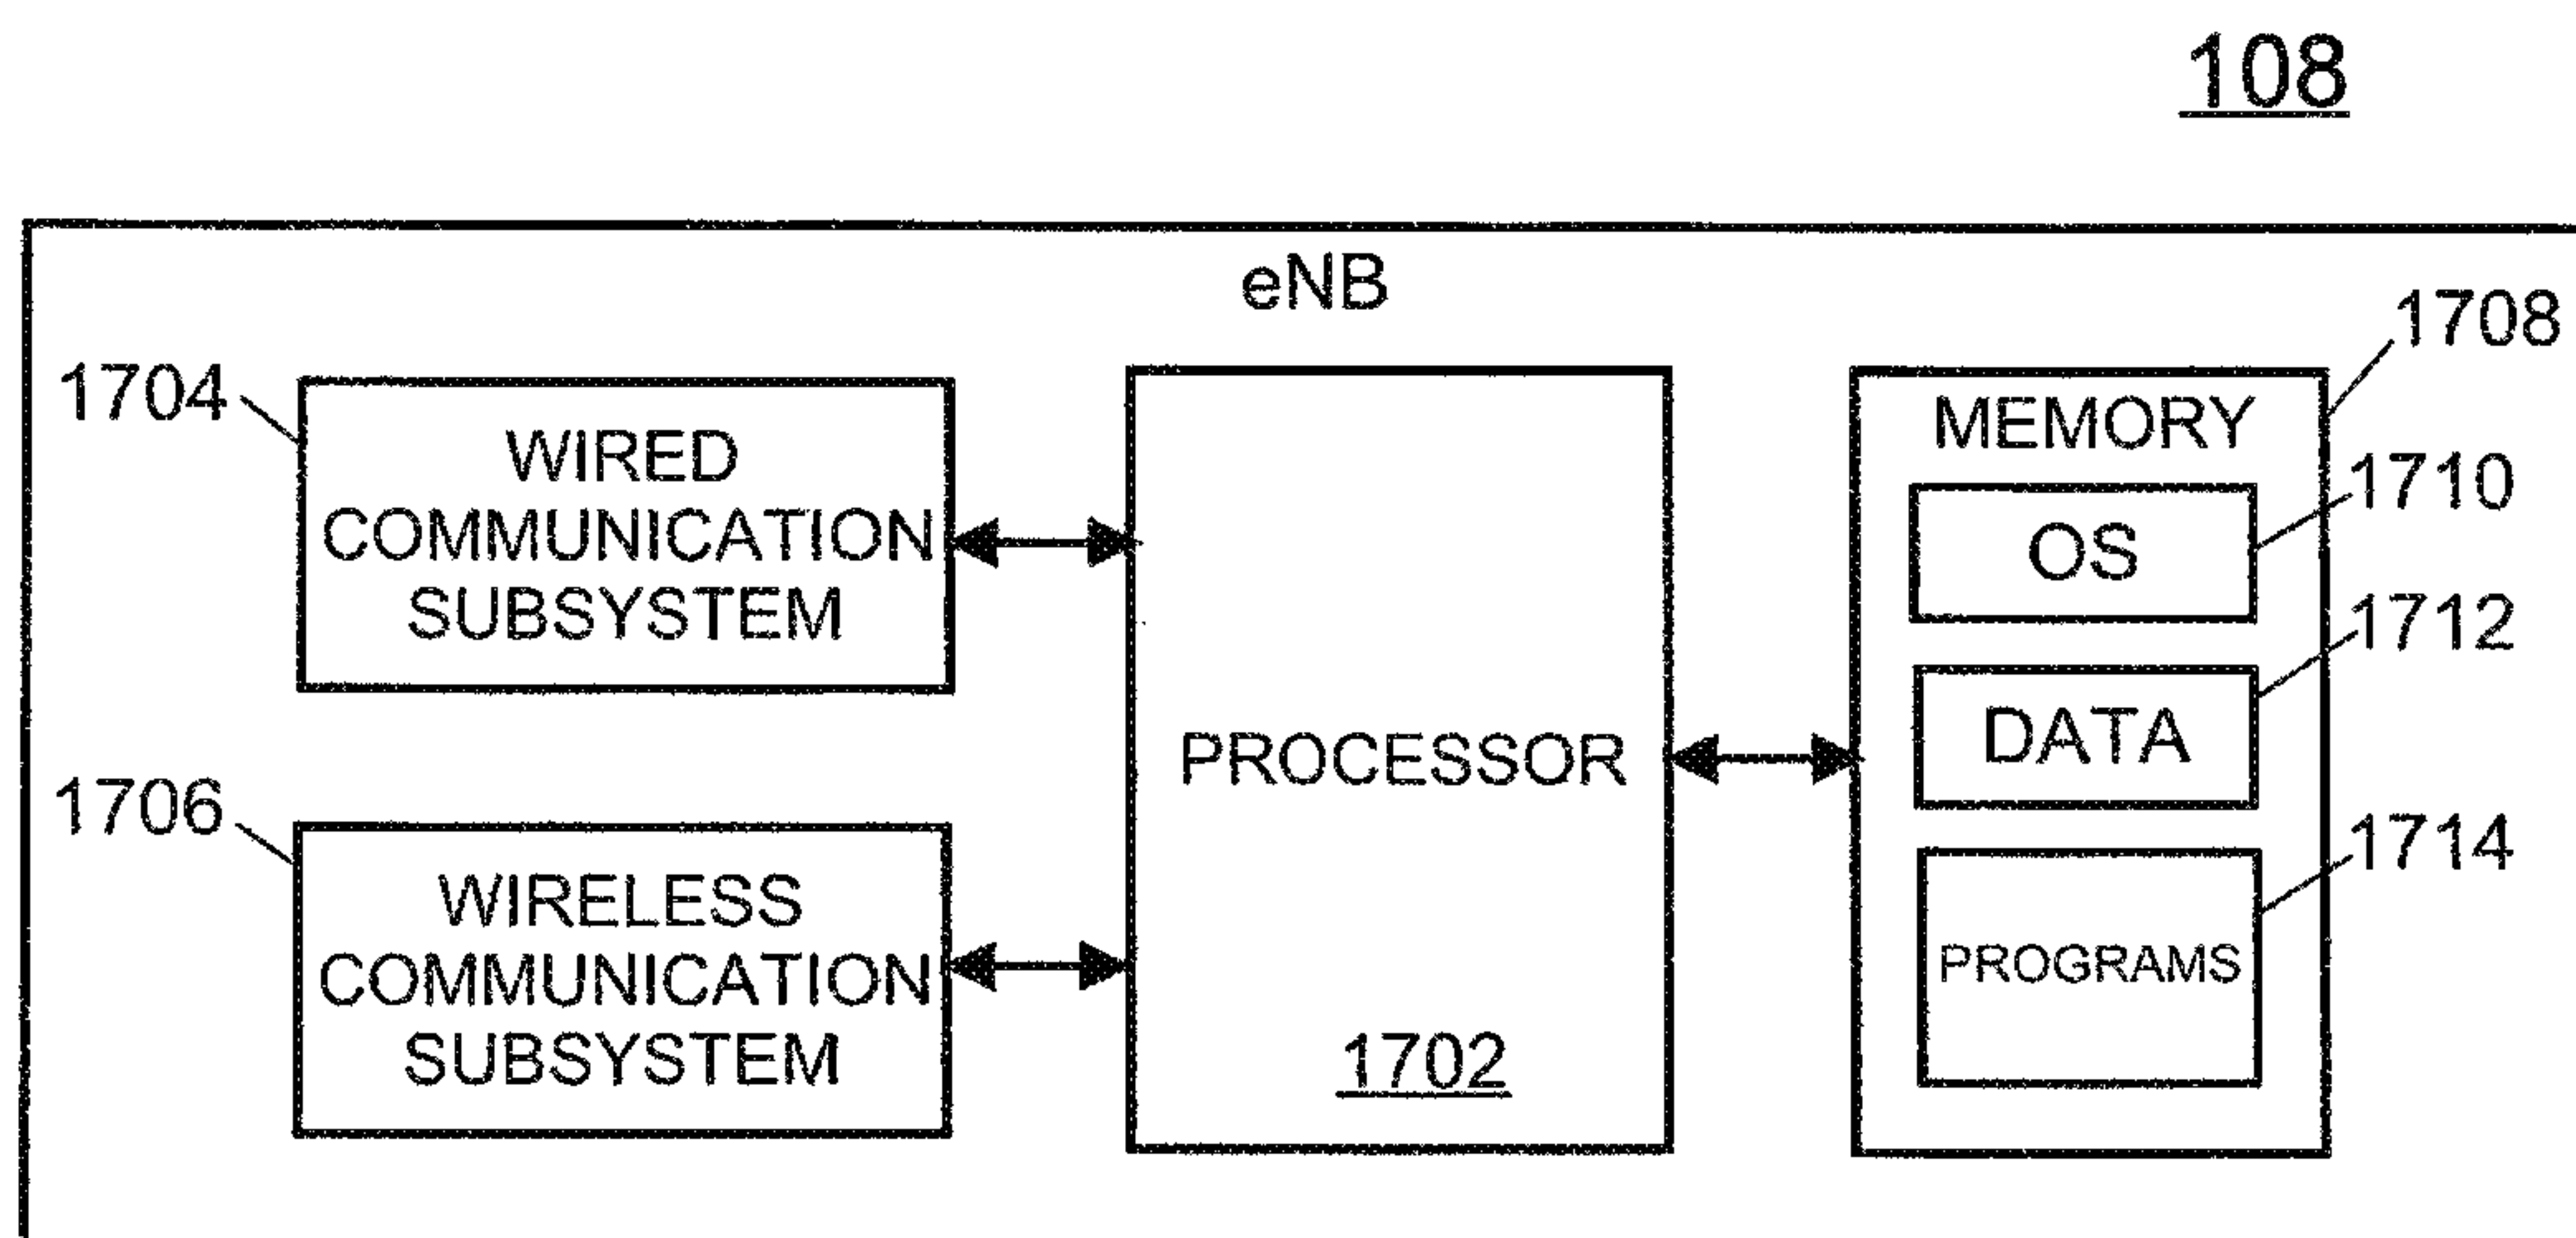 108
eNB
1704
WIRED
COMMUNICATION
SUBSYSTEM
1706
WIRELESS
COMMUNICATION
SUBSYSTEM
PROCESSOR
1702
1708
MEMORY
1710
OS
1712
DATA
1714
PROGRAMS